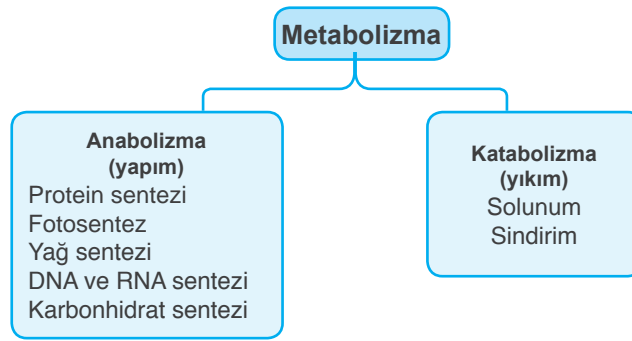 Metabolizma
Anabolizma
(yapım)
Protein sentezi
Fotosentez
Yağ sentezi
DNA ve RNA sentezi
Karbonhidrat sentezi
Katabolizma
(yıkım)
Solunum
Sindirim